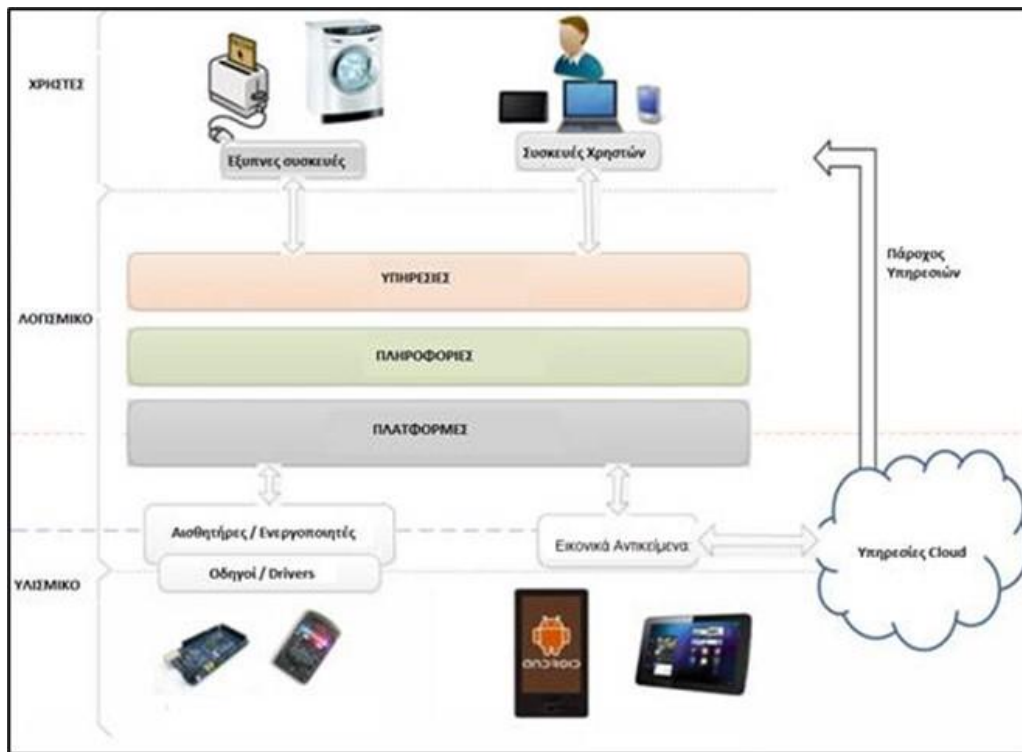 ΧΡΗΣΤΕΣ
Έξυπνες συσκευές
Συσκευές Χρηστών
Πάροχος
Υπηρεσιών
ΥΠΗΡΕΣΙΕΣ
ΛΟΓΙΣΜΙΚΟ
ΠΛΗΡΟΦΟΡΙΕΣ
ΠΛΑΤΦΟΡΜΕΣ
Αισθητήρες / Ενεργοποιητές
Εικονικά Αντικείμενα
Υπηρεσίες Cloud
Οδηγοί / Drivers
ΥΛΙΣΜΙΚΟ
ANDROID